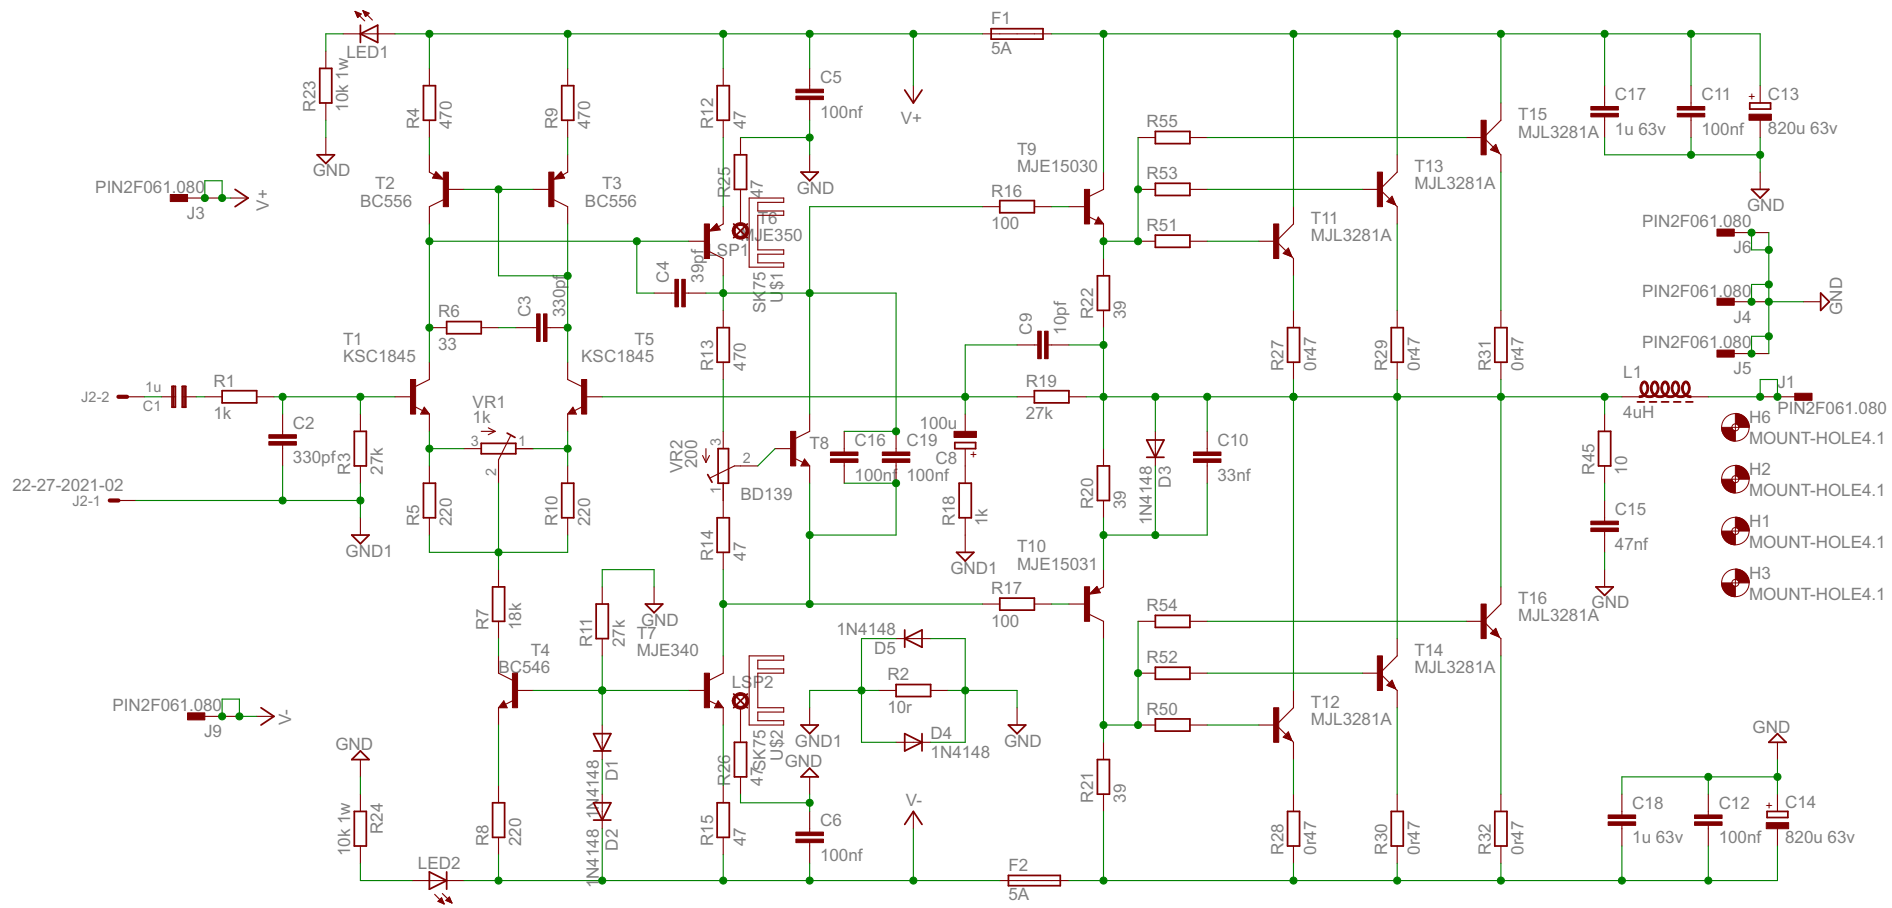 LED1
R23
10k 1w
GND
PIN2F061.080
J3
V+
R4
470
R9
470
R12
47
C5
100nf
GND
V+
F1
5A
T2
BC556
T3
BC556
R25
47
T6
MJE350
LSP1
SK75
U$1
C4
39pf
R6
33
C3
330pf
T1
KSC1845
T5
KSC1845
R13
470
J2-2
1u
C1
R1
1k
C2
330pf
R3
27k
22-27-2021-02
J2-1
GND1
VR1
1k
3
1
2
R5
220
R10
220
VR2
200
3
2
1
T8
BD139
C16
100nf
C19
100nf
R14
47
100u
C8
R18
1k
GND1
C9
10pf
R19
27k
R16
100
T9
MJE15030
R22
39
R20
39
1N4148
D3
C10
33nf
T10
MJE15031
R17
100
R55
R53
R51
T11
MJL3281A
T13
MJL3281A
T15
MJL3281A
R27
0r47
R29
0r47
R31
0r47
C17
1u 63v
C11
100nf
C13
820u 63v
GND
PIN2F061.080
J6
PIN2F061.080
J4
PIN2F061.080
J5
GND
L1
4uH
J1
PIN2F061.080
R45
10
C15
47nf
GND
H6
MOUNT-HOLE4.1
H2
MOUNT-HOLE4.1
H1
MOUNT-HOLE4.1
H3
MOUNT-HOLE4.1
R7
18k
R11
27k
GND
T7
MJE340
T4
BC546
LSP2
SK75
U$2
R26
47
GND
C6
100nf
R15
47
1N4148
D1
1N4148
D2
R8
220
PIN2F061.080
J9
V-
GND
R24
10k 1w
LED2
1N4148
D5
R2
10r
D4
1N4148
GND1
GND
V-
F2
5A
R54
R52
R50
R21
39
T12
MJL3281A
T14
MJL3281A
T16
MJL3281A
R28
0r47
R30
0r47
R32
0r47
GND
C18
1u 63v
C12
100nf
C14
820u 63v